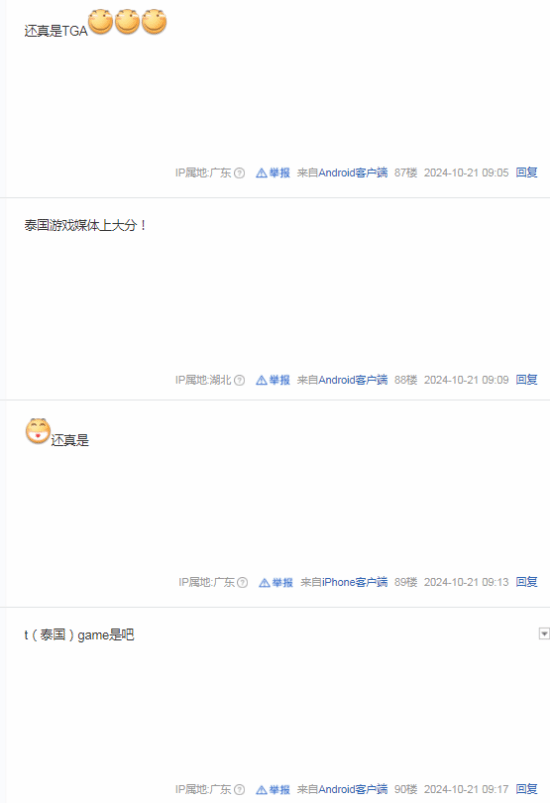 还真是TGA
IP属地:广东 举报 来自Android客户端 87楼 2024-10-21 09:05 回复
泰国游戏媒体上大分！
IP属地:湖北 举报 来自Android客户端 88楼 2024-10-21 09:09 回复
还真是
IP属地:广东 举报 来自iPhone客户端 89楼 2024-10-21 09:13 回复
t（泰国）game是吧
IP属地:广东 举报 来自Android客户端 90楼 2024-10-21 09:17 回复